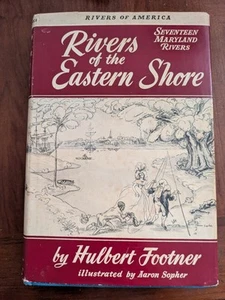 RIVERS OF AMERICA
Rivers
of the
Eastern Shore
SEVENTEEN
MARYLAND
RIVERS
by Hulbert Footner
illustrated by Aaron Sopher